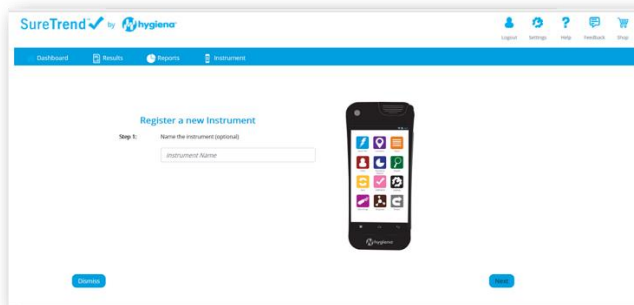 SureTrend by hygiena
Logout Settings Help Feedback Shop
Dashboard Results Reports Instrument
Register a new Instrument
Step 1: Name the instrument (optional)
Instrument Name
hygiena
Dismiss Next